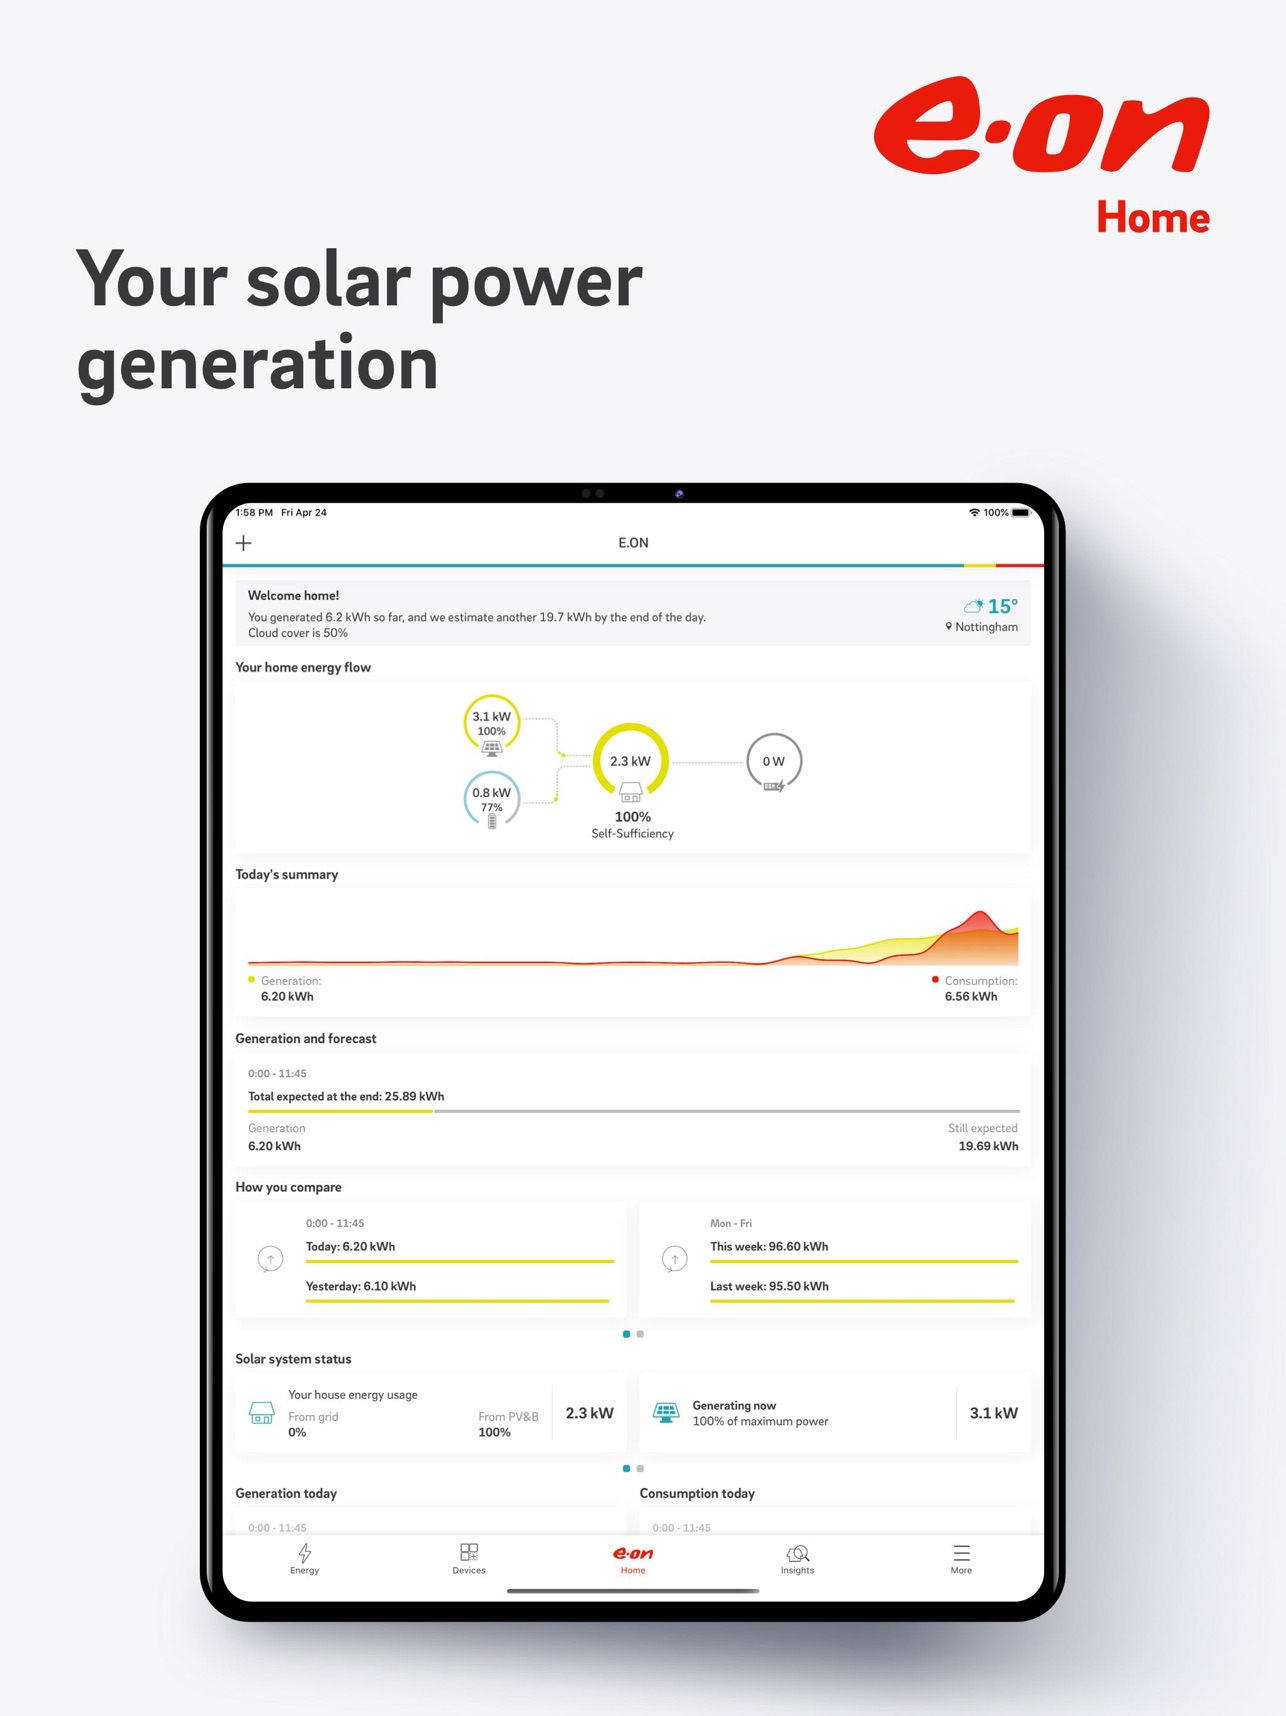 e·on
Home
Your solar power
generation
1:58 PM Fri Apr 24
100%
E.ON
Welcome home!
You generated 6.2 kWh so far, and we estimate another 19.7 kWh by the end of the day.
Cloud cover is 50%
15°
Nottingham
Your home energy flow
3.1 kW
100%
2.3 kW
0 W
0.8 kW
77%
100%
Self-Sufficiency
Today's summary
Generation:
6.20 kWh
Consumption:
6.56 kWh
Generation and forecast
0:00 - 11:45
Total expected at the end: 25.89 kWh
Generation
6.20 kWh
Still expected
19.69 kWh
How you compare
0:00 - 11:45
Today: 6.20 kWh
Yesterday: 6.10 kWh
Mon - Fri
This week: 96.60 kWh
Last week: 95.50 kWh
Solar system status
Your house energy usage
From grid
0%
From PV&B
100%
2.3 kW
Generating now
100% of maximum power
3.1 kW
Generation today
Consumption today
0:00 - 11:45
0:00 - 11:45
Energy
Devices
e·on
Home
Insights
More